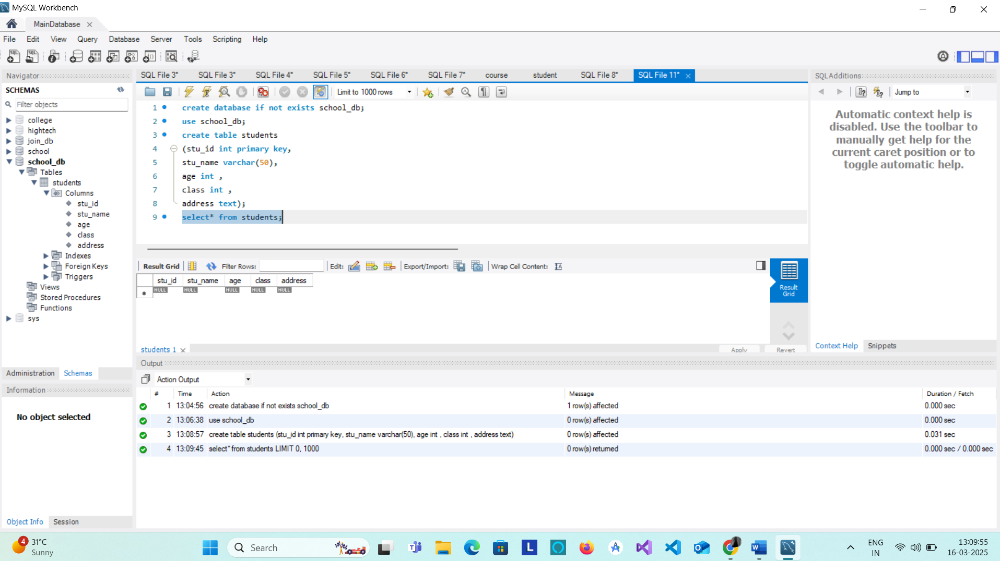 MySQL Workbench
MainDatabase
File Edit View Query Database Server Tools Scripting Help
Navigator
SCHEMAS
Filter objects
college
hightech
join_db
school
school_db
Tables
students
Columns
stu_id
stu_name
age
class
address
Indexes
Foreign Keys
Triggers
Views
Stored Procedures
Functions
sys
Administration Schemas
Information
No object selected
Object Info Session
SQL File 3* SQL File 3* SQL File 4* SQL File 5* SQL File 6* SQL File 7* course student SQL File 8* SQL File 11*
Limit to 1000 rows
1 create database if not exists school_db;
2 use school_db;
3 create table students
4 (stu_id int primary key,
5 stu_name varchar(50),
6 age int ,
7 class int ,
8 address text);
9 select* from students;
Result Grid Filter Rows: Edit: Export/Import: Wrap Cell Content:
stu_id stu_name age class address
NULL NULL NULL NULL NULL
Result
Grid
students 1 Apply Revert
SQLAdditions
Jump to
Automatic context help is
disabled. Use the toolbar to
manually get help for the
current caret position or to
toggle automatic help.
Context Help Snippets
Output
Action Output
# Time Action Message Duration / Fetch
1 13:04:56 create database if not exists school_db 1 row(s) affected 0.000 sec
2 13:06:38 use school_db 0 row(s) affected 0.000 sec
3 13:08:57 create table students (stu_id int primary key, stu_name varchar(50), age int , class int , address text) 0 row(s) affected 0.031 sec
4 13:09:45 select* from students LIMIT 0, 1000 0 row(s) returned 0.000 sec / 0.000 sec
4 31°C
Sunny
Search
L
ENG
IN
13:09:55
16-03-2025